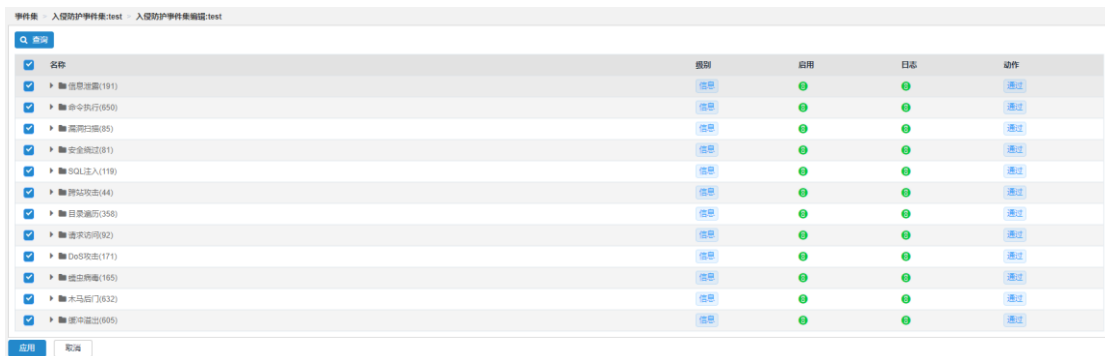 事件集 > 入侵防护事件集:test > 入侵防护事件集编辑:test
查询
名称 级别 启用 日志 动作
信息泄露(191) 信息 通过
命令执行(650) 信息 通过
漏洞扫描(85) 信息 通过
安全绕过(81) 信息 通过
SQL注入(119) 信息 通过
跨站攻击(44) 信息 通过
目录遍历(358) 信息 通过
请求访问(92) 信息 通过
DoS攻击(171) 信息 通过
蠕虫病毒(165) 信息 通过
木马后门(632) 信息 通过
缓冲溢出(605) 信息 通过
应用 取消